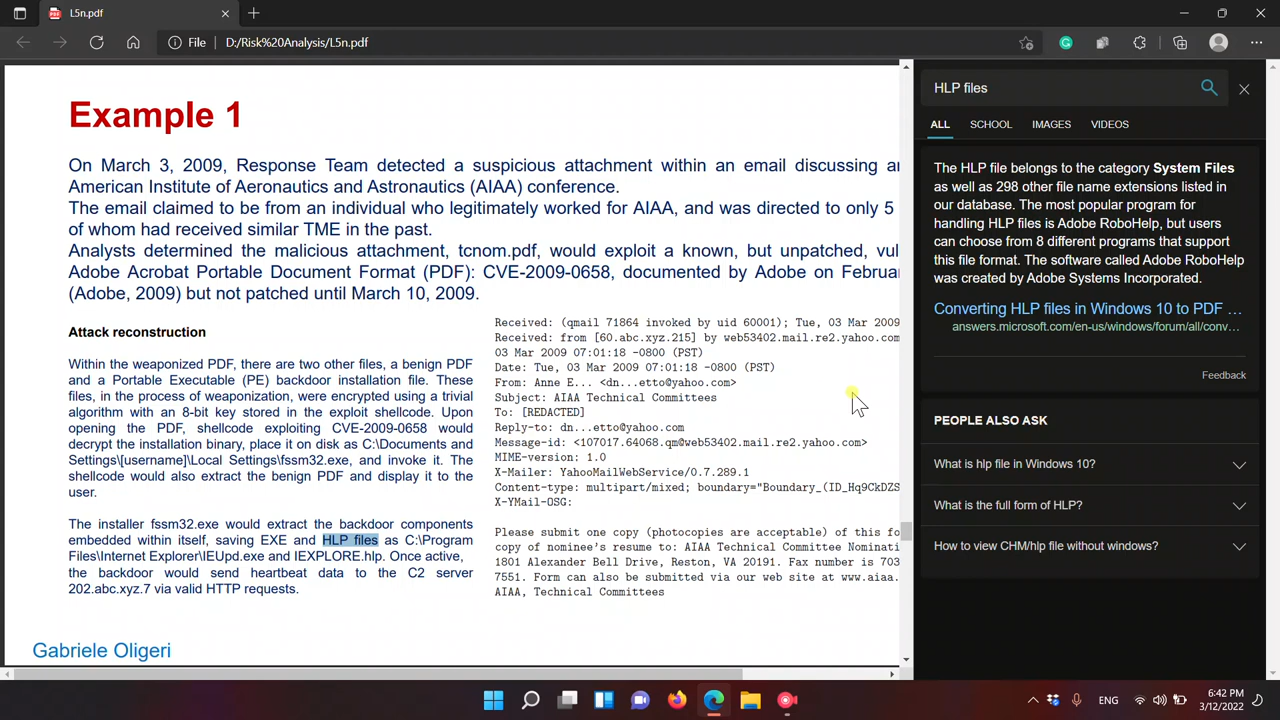 L5n.pdf
File
D:/Risk%20Analysis/L5n.pdf
Example 1
On March 3, 2009, Response Team detected a suspicious attachment within an email discussing an
American Institute of Aeronautics and Astronautics (AIAA) conference.
The email claimed to be from an individual who legitimately worked for AIAA, and was directed to only 5
of whom had received similar TME in the past.
Analysts determined the malicious attachment, tcnom.pdf, would exploit a known, but unpatched, vul
Adobe Acrobat Portable Document Format (PDF): CVE-2009-0658, documented by Adobe on Februar
(Adobe, 2009) but not patched until March 10, 2009.
Attack reconstruction
Within the weaponized PDF, there are two other files, a benign PDF
and a Portable Executable (PE) backdoor installation file. These
files, in the process of weaponization, were encrypted using a trivial
algorithm with an 8-bit key stored in the exploit shellcode. Upon
opening the PDF, shellcode exploiting CVE-2009-0658 would
decrypt the installation binary, place it on disk as C:\Documents and
Settings\[username]\Local Settings\fssm32.exe, and invoke it. The
shellcode would also extract the benign PDF and display it to the
user.
The installer fssm32.exe would extract the backdoor components
embedded within itself, saving EXE and HLP files as C:\Program
Files\Internet Explorer\IEUpd.exe and IEXPLORE.hlp. Once active,
the backdoor would send heartbeat data to the C2 server
202.abc.xyz.7 via valid HTTP requests.
Received: (qmail 71864 invoked by uid 60001); Tue, 03 Mar 2009
Received: from [60.abc.xyz.215] by web53402.mail.re2.yahoo.com
03 Mar 2009 07:01:18 -0800 (PST)
Date: Tue, 03 Mar 2009 07:01:18 -0800 (PST)
From: Anne E... <dn...etto@yahoo.com>
Subject: AIAA Technical Committees
To: [REDACTED]
Reply-to: dn...etto@yahoo.com
Message-id: <107017.64068.qm@web53402.mail.re2.yahoo.com>
MIME-version: 1.0
X-Mailer: YahooMailWebService/0.7.289.1
Content-type: multipart/mixed; boundary="Boundary_(ID_Hq9CkDZS
X-YMail-OSG:
Please submit one copy (photocopies are acceptable) of this fo
copy of nominee's resume to: AIAA Technical Committee Nominati
1801 Alexander Bell Drive, Reston, VA 20191. Fax number is 703
7551. Form can also be submitted via our web site at www.aiaa.
AIAA, Technical Committees
Gabriele Oligeri
HLP files
ALL SCHOOL IMAGES VIDEOS
The HLP file belongs to the category System Files
as well as 298 other file name extensions listed in
our database. The most popular program for
handling HLP files is Adobe RoboHelp, but users
can choose from 8 different programs that support
this file format. The software called Adobe RoboHelp
was created by Adobe Systems Incorporated.
Converting HLP files in Windows 10 to PDF ...
answers.microsoft.com/en-us/windows/forum/all/conv...
Feedback
PEOPLE ALSO ASK
What is hlp file in Windows 10?
What is the full form of HLP?
How to view CHM/hlp file without windows?
ENG
6:42 PM
3/12/2022